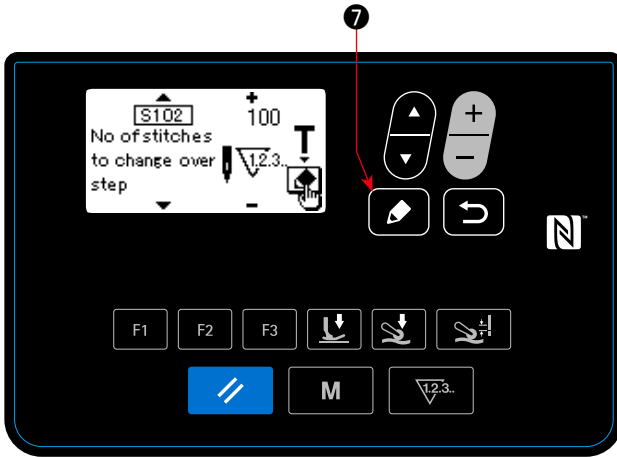 7
S102
+
100
No of stitches
to change over
step
T
1.2.3..
-
+
-
N™
F1
F2
F3
M
1.2.3..